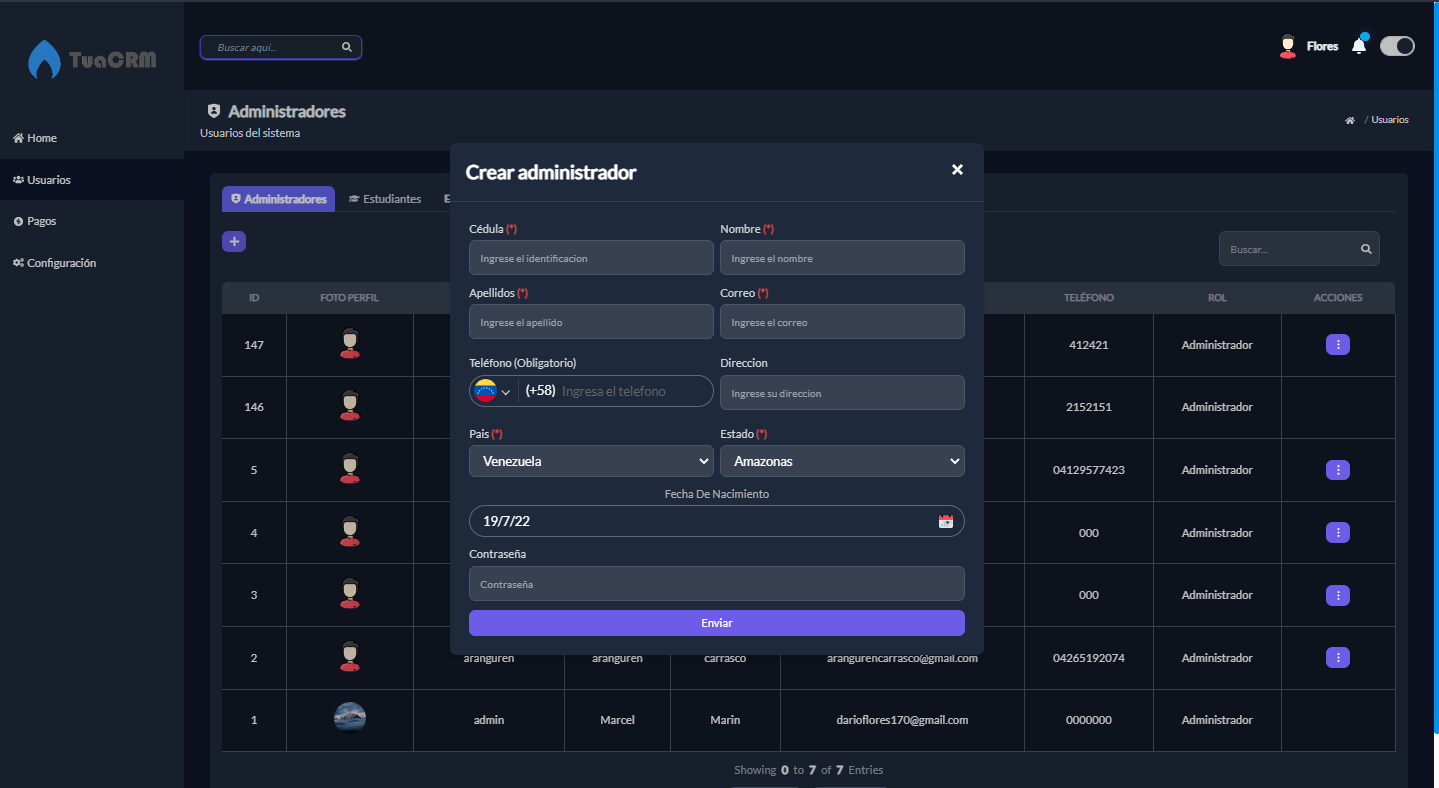 TuaCRM
Buscar aqui...
Flores
Home
Usuarios
Pagos
Configuración
Administradores
Usuarios del sistema
/ Usuarios
Administradores
Estudiantes
Buscar...
ID FOTO PERFIL TELÉFONO ROL ACCIONES
147 412421 Administrador
146 2152151 Administrador
5 04129577423 Administrador
4 000 Administrador
3 000 Administrador
2 aranguren aranguren carrasco arangurencarrasco@gmail.com 04265192074 Administrador
1 admin Marcel Marin darioflores170@gmail.com 0000000 Administrador
Showing 0 to 7 of 7 Entries
Crear administrador
Cédula (*) Nombre (*)
Ingrese el identificacion Ingrese el nombre
Apellidos (*) Correo (*)
Ingrese el apellido Ingrese el correo
Teléfono (Obligatorio) Direccion
(+58) Ingresa el telefono Ingrese su direccion
Pais (*) Estado (*)
Venezuela Amazonas
Fecha De Nacimiento
19/7/22
Contraseña
Contraseña
Enviar